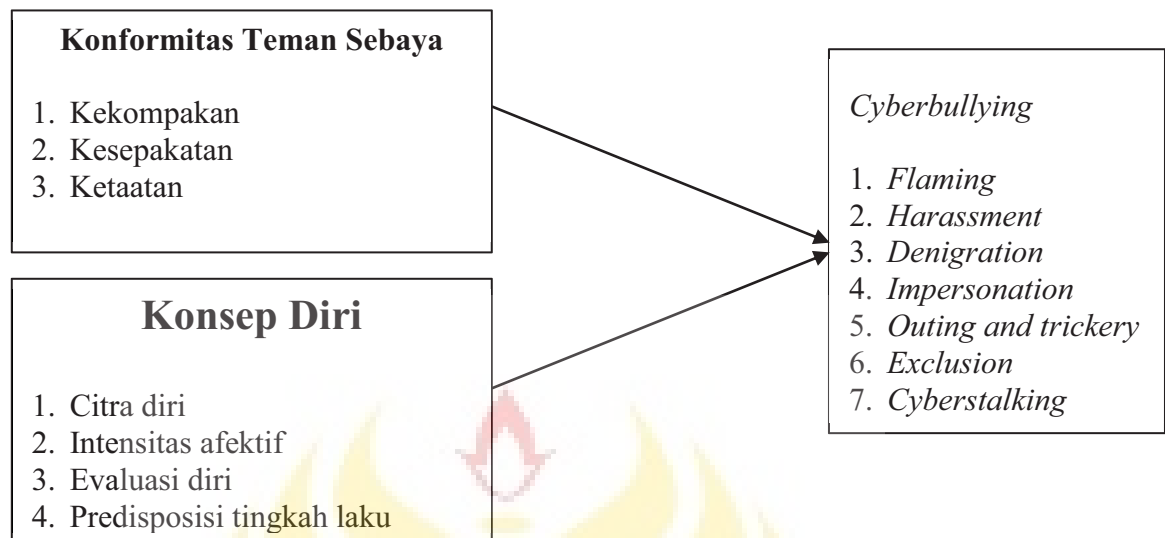 Konformitas Teman Sebaya
1. Kekompakan
2. Kesepakatan
3. Ketaatan
Konsep Diri
1. Citra diri
2. Intensitas afektif
3. Evaluasi diri
4. Predisposisi tingkah laku
Cyberbullying
1. Flaming
2. Harassment
3. Denigration
4. Impersonation
5. Outing and trickery
6. Exclusion
7. Cyberstalking